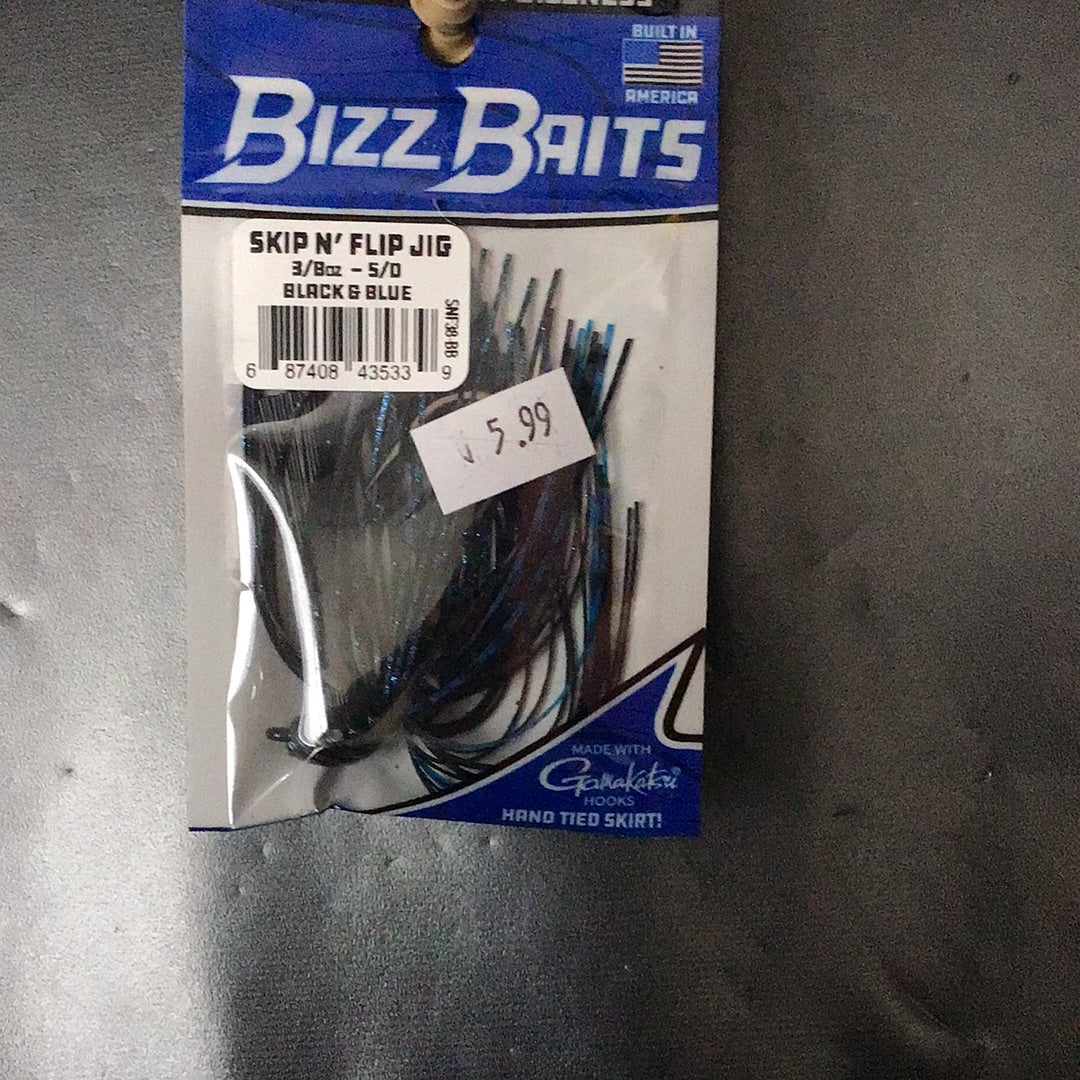 BUILT IN
AMERICA
BIZZ BAITS
SKIP N' FLIP JIG
3/8oz - 5/0
BLACK & BLUE
SNF38-BB
6 87408 43533 9
5.99
MADE WITH
Gamakatsu®
HOOKS
HAND TIED SKIRT!